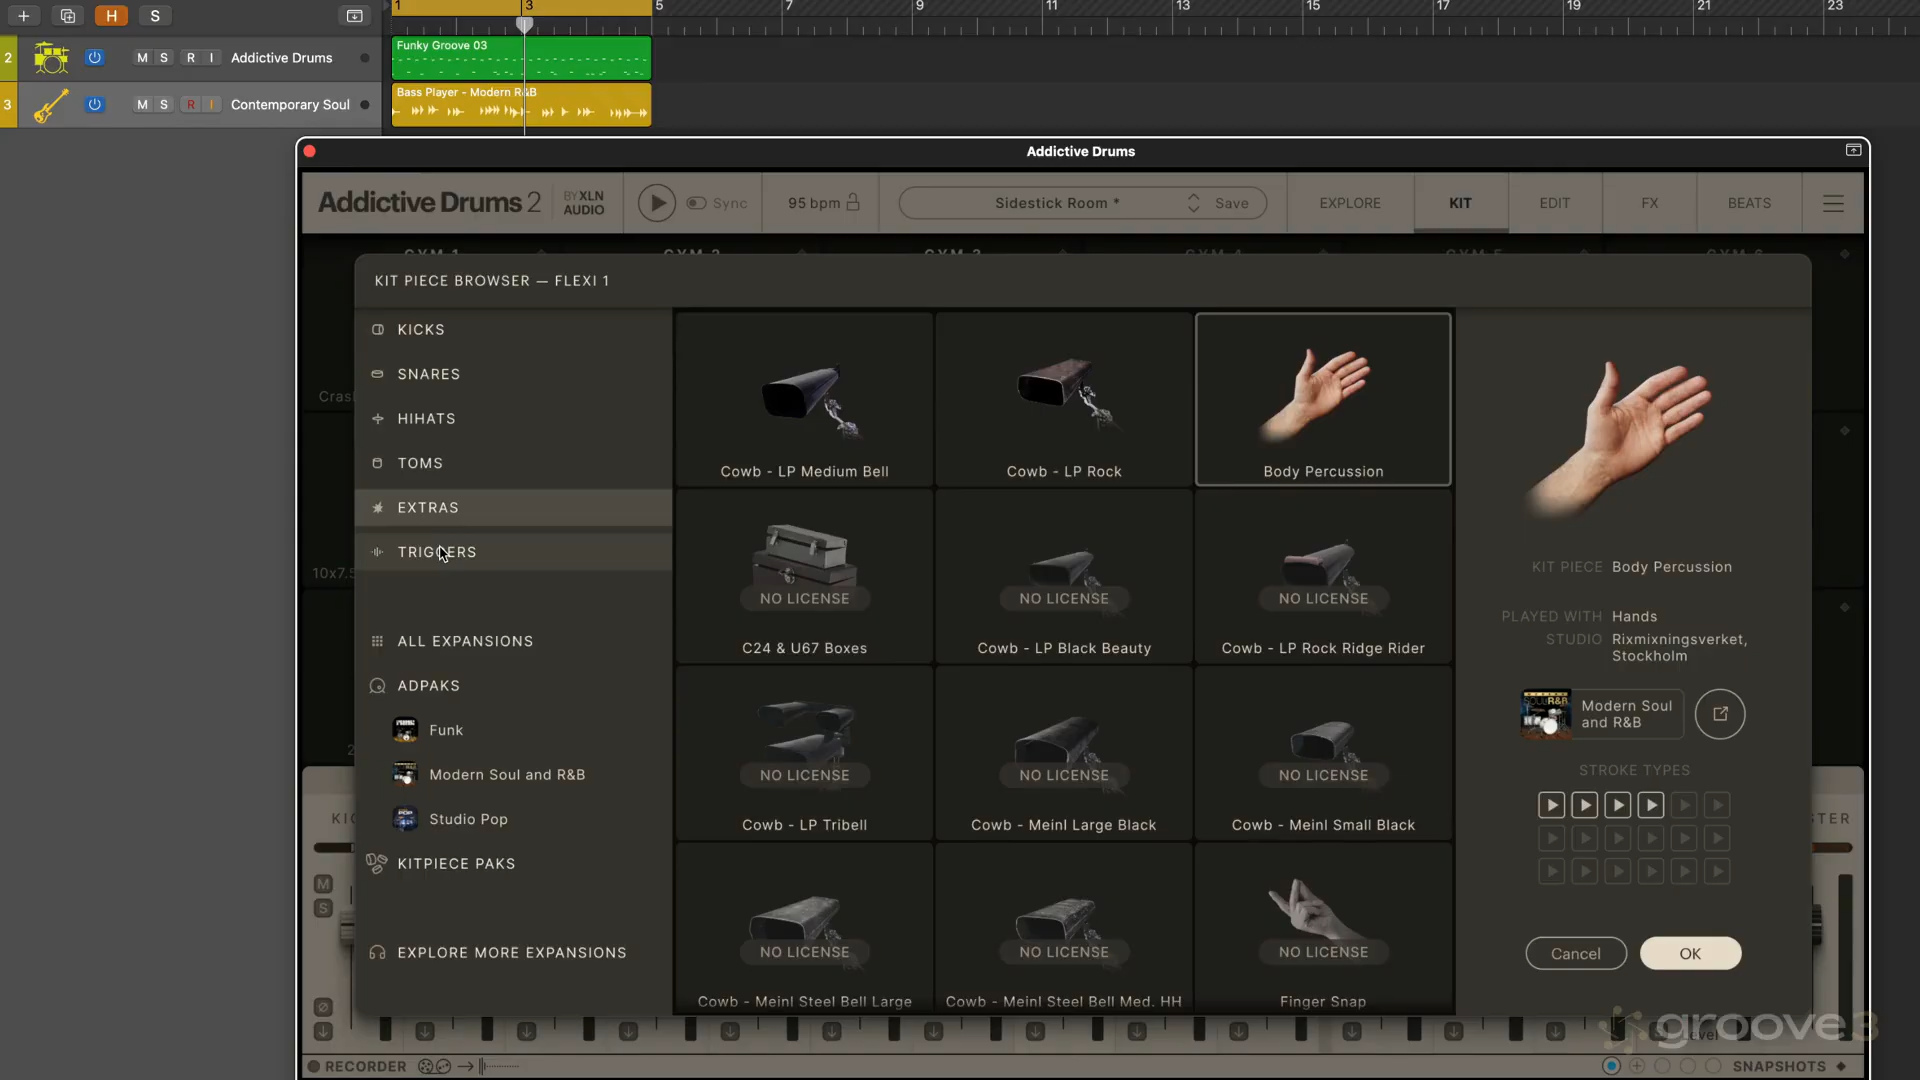 H S
1 3 5 7 9 11 13 15 17 19 21 23
2 M S R I Addictive Drums
Funky Groove 03
3 M S R I Contemporary Soul
Bass Player - Modern R&B
Addictive Drums
Addictive Drums 2 BY XLN AUDIO
Sync
95 bpm
Sidestick Room *
Save
EXPLORE KIT EDIT FX BEATS
KIT PIECE BROWSER — FLEXI 1
KICKS
SNARES
HIHATS
TOMS
EXTRAS
TRIGGERS
ALL EXPANSIONS
ADPAKS
Funk
Modern Soul and R&B
Studio Pop
KITPIECE PAKS
EXPLORE MORE EXPANSIONS
Cowb - LP Medium Bell
Cowb - LP Rock
Body Percussion
NO LICENSE
C24 & U67 Boxes
NO LICENSE
Cowb - LP Black Beauty
NO LICENSE
Cowb - LP Rock Ridge Rider
NO LICENSE
Cowb - LP Tribell
NO LICENSE
Cowb - Meinl Large Black
NO LICENSE
Cowb - Meinl Small Black
NO LICENSE
Cowb - Meinl Steel Bell Large
NO LICENSE
Cowb - Meinl Steel Bell Med. HH
NO LICENSE
Finger Snap
KIT PIECE Body Percussion
PLAYED WITH Hands
STUDIO Rixmixningsverket,
Stockholm
Modern Soul
and R&B
STROKE TYPES
Cancel
OK
M
S
10x7.5
RECORDER
SNAPSHOTS
groove3